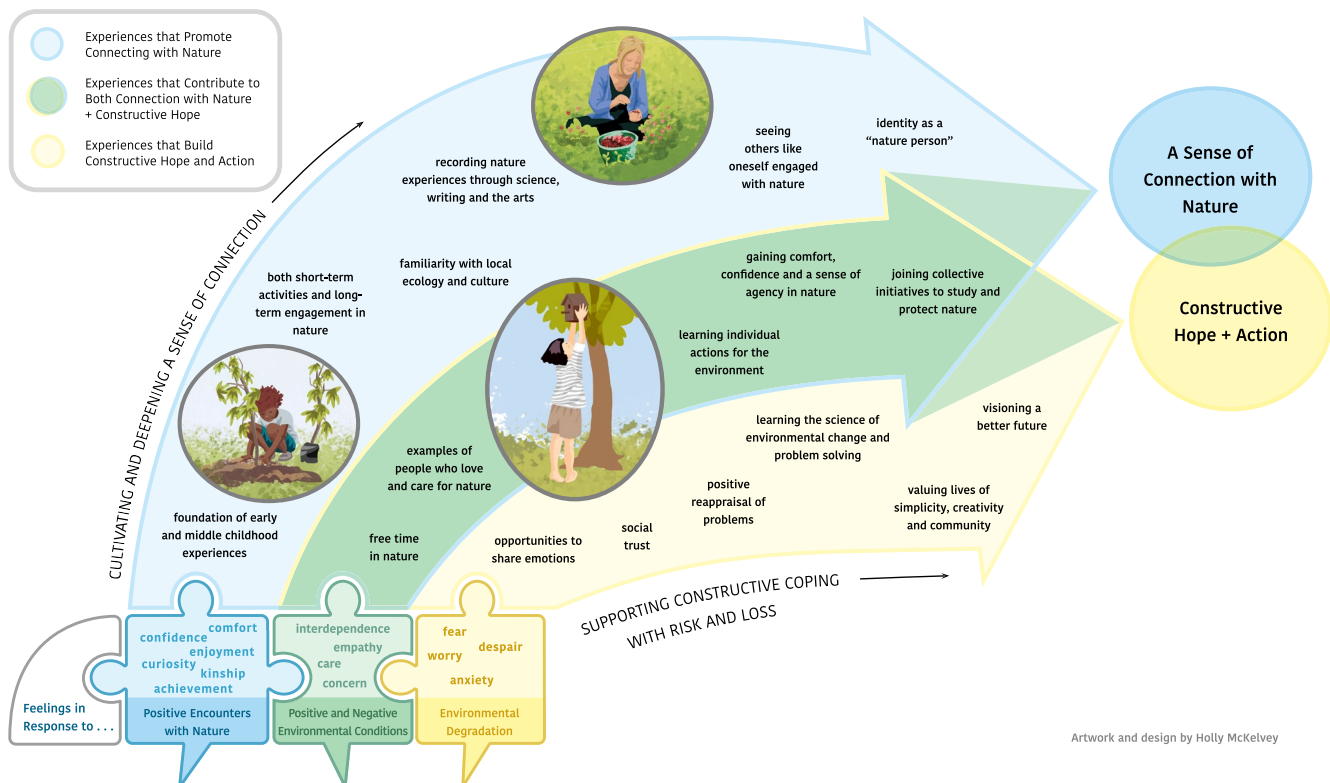 Experiences that Promote
Connecting with Nature
Experiences that Contribute to
Both Connection with Nature
+ Constructive Hope
Experiences that Build
Constructive Hope and Action
CULTIVATING AND DEEPENING A SENSE OF CONNECTION
recording nature
experiences through science,
writing and the arts
seeing
others like
oneself engaged
with nature
identity as a
“nature person”
both short-term
activities and long-
term engagement in
nature
familiarity with local
ecology and culture
foundation of early
and middle childhood
experiences
gaining comfort,
confidence and a sense of
agency in nature
joining collective
initiatives to study and
protect nature
learning individual
actions for the
environment
examples of
people who love
and care for nature
free time
in nature
learning the science of
environmental change and
problem solving
visioning a
better future
positive
reappraisal of
problems
valuing lives of
simplicity, creativity
and community
social
trust
opportunities to
share emotions
SUPPORTING CONSTRUCTIVE COPING
WITH RISK AND LOSS
A Sense of
Connection with
Nature
Constructive
Hope + Action
Feelings in
Response to . . .
comfort
confidence
enjoyment
curiosity
kinship
achievement
Positive Encounters
with Nature
interdependence
empathy
care
concern
Positive and Negative
Environmental Conditions
fear
despair
worry
anxiety
Environmental
Degradation
Artwork and design by Holly McKelvey